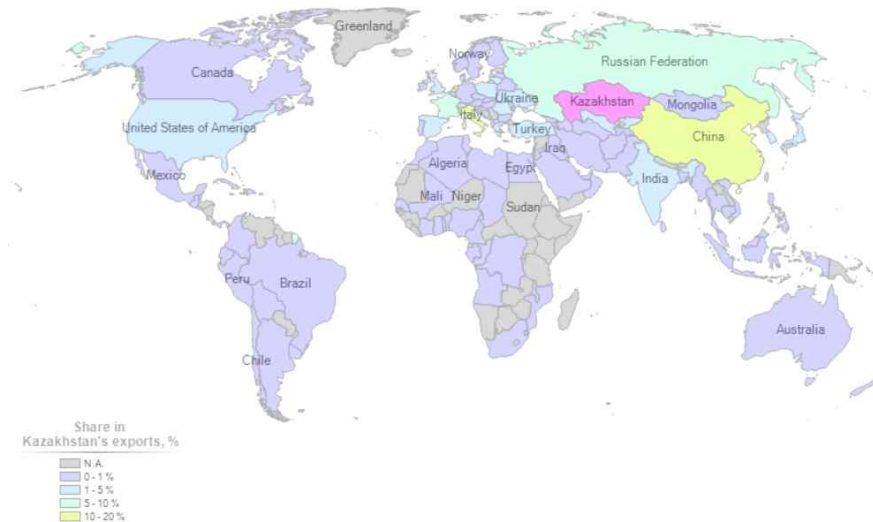 Greenland
Norway
Russian Federation
Canada
Ukraine
Kazakhstan
Mongolia
Italy
United States of America
Turkey
China
Iraq
Algeria
Egypt
India
Mexico
Mali
Niger
Sudan
Peru
Brazil
Australia
Chile
Share in
Kazakhstan's exports, %
N.A.
0 - 1 %
1 - 5 %
5 - 10 %
10 - 20 %